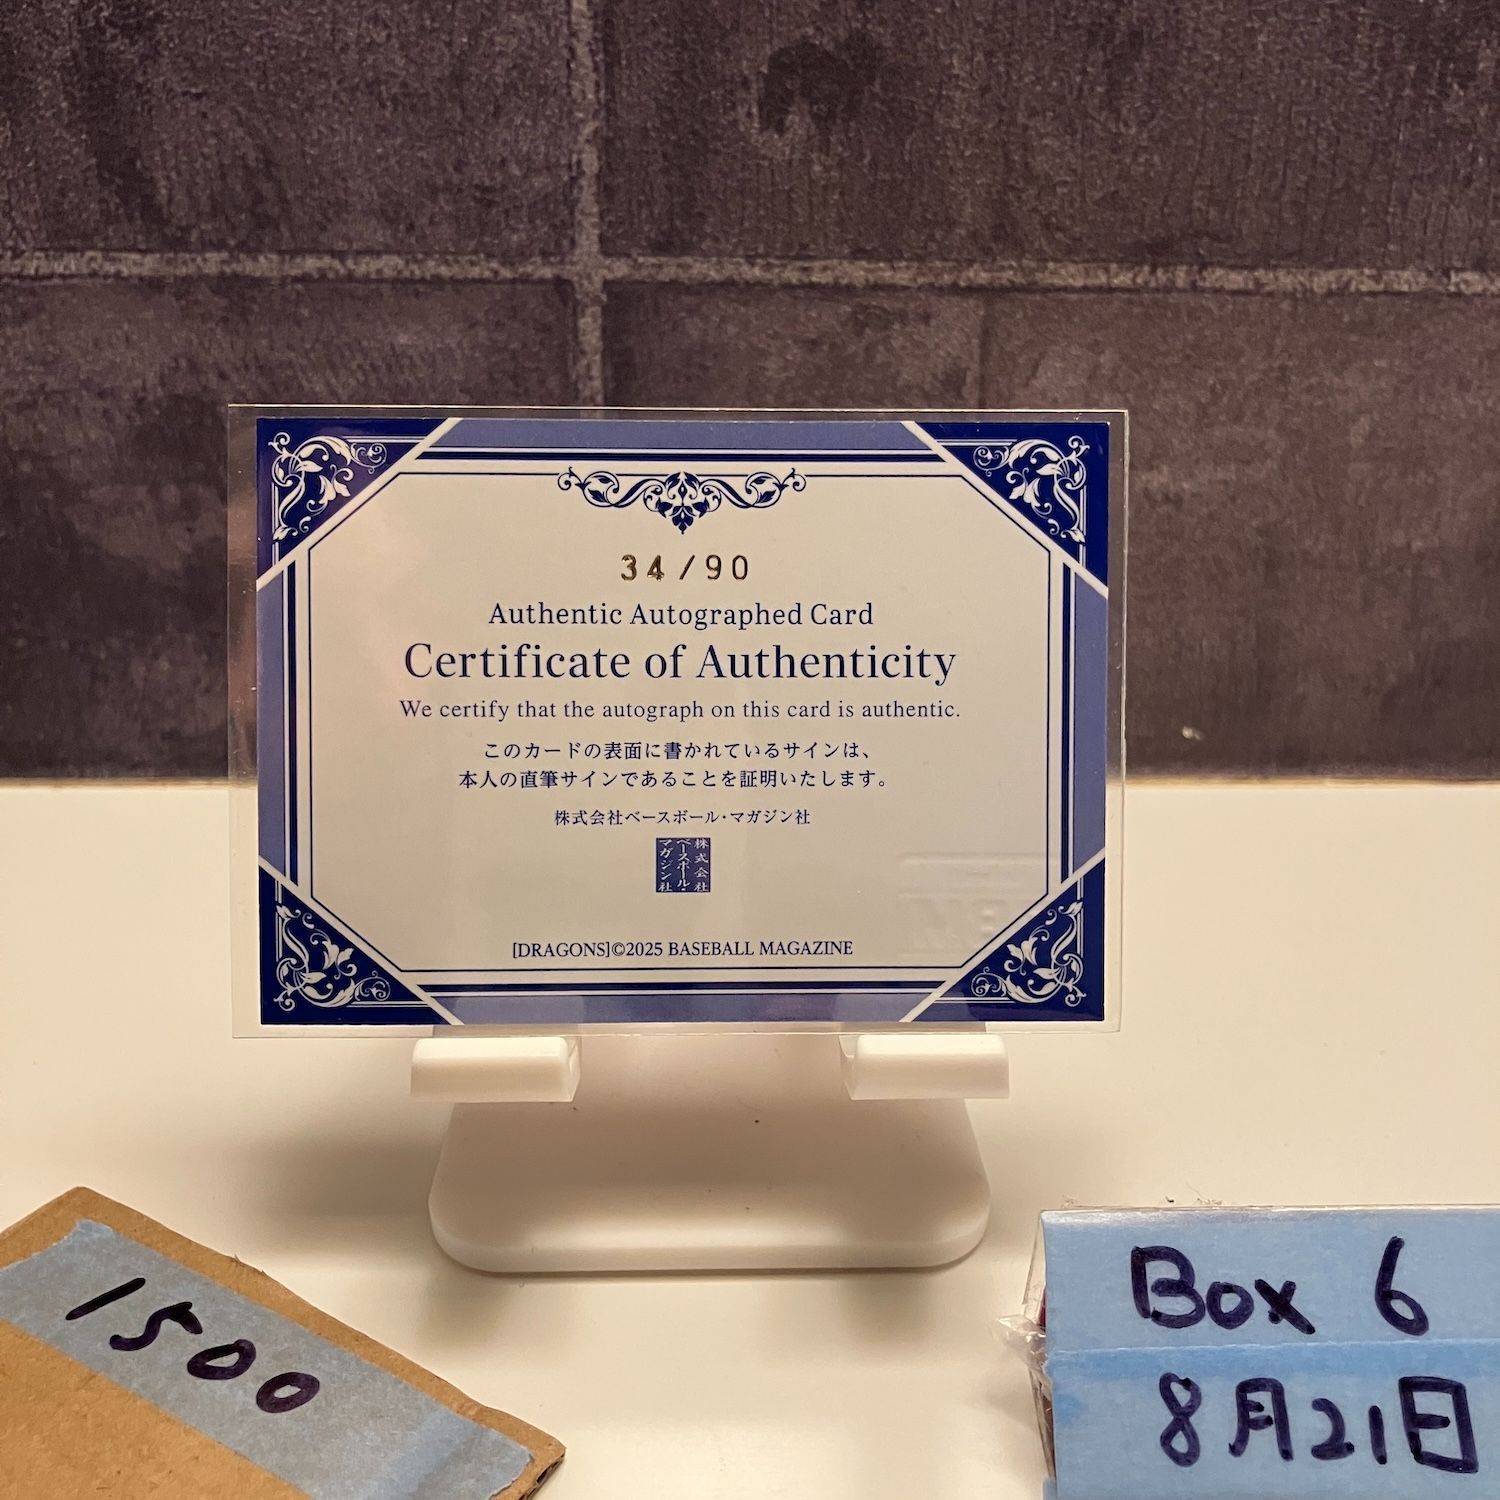 34/90
Authentic Autographed Card
Certificate of Authenticity
We certify that the autograph on this card is authentic.
このカードの表面に書かれているサインは、
本人の直筆サインであることを証明いたします。
株式会社ベースボール・マガジン社
株式会社
ベースボール・
マガジン社
[DRAGONS]©2025 BASEBALL MAGAZINE
1500
Box 6
8月21日